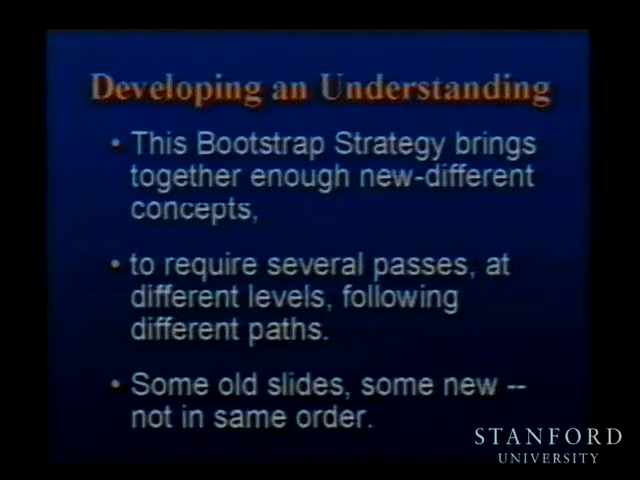 Developing an Understanding
• This Bootstrap Strategy brings
together enough new-different
concepts,
• to require several passes, at
different levels, following
different paths.
• Some old slides, some new --
not in same order.
STANFORD
UNIVERSITY